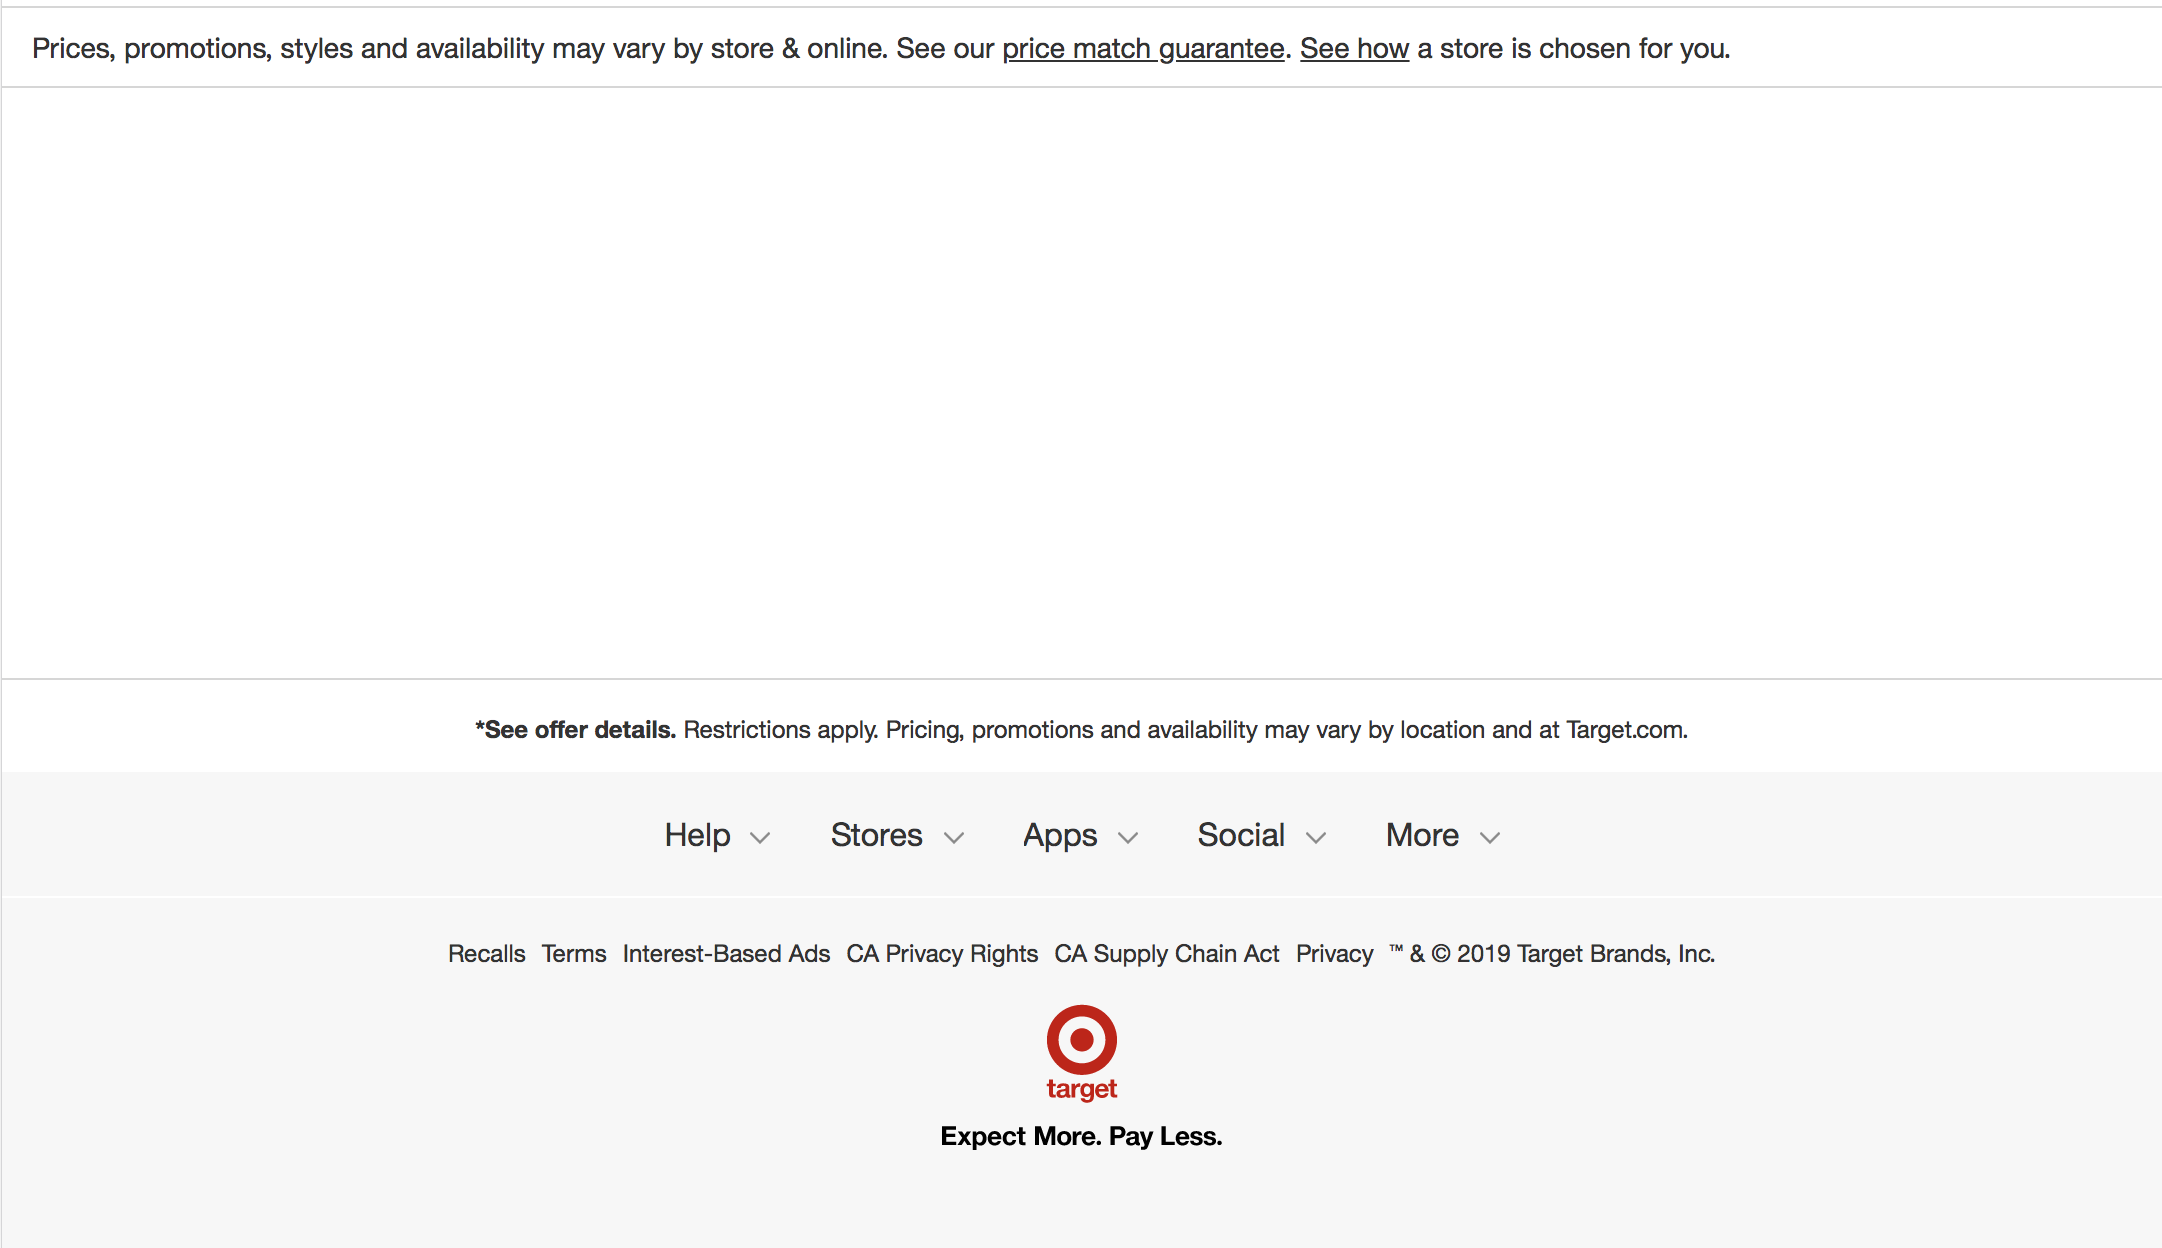 Prices, promotions, styles and availability may vary by store & online. See our price match guarantee. See how a store is chosen for you.
*See offer details. Restrictions apply. Pricing, promotions and availability may vary by location and at Target.com.
Help Stores Apps Social More
Recalls Terms Interest-Based Ads CA Privacy Rights CA Supply Chain Act Privacy ™ & © 2019 Target Brands, Inc.
target
Expect More. Pay Less.